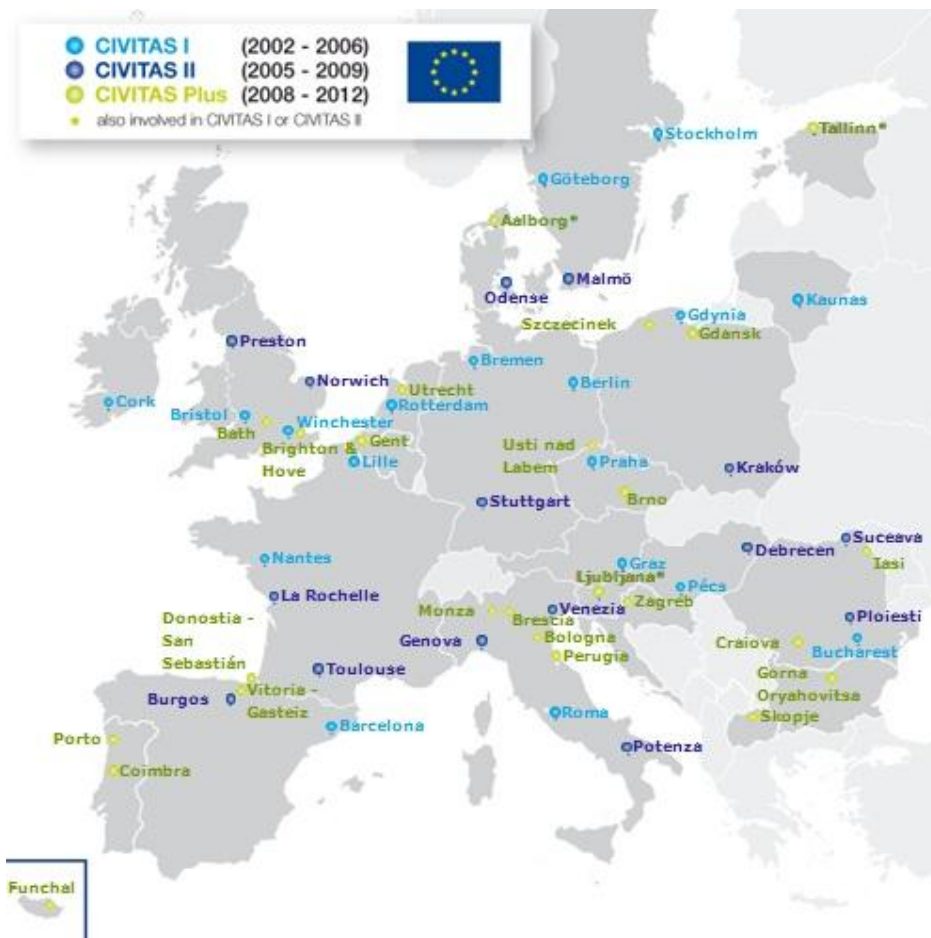 CIVITAS I (2002 - 2006)
CIVITAS II (2005 - 2009)
CIVITAS Plus (2008 - 2012)
* also involved in CIVITAS I or CIVITAS II
Stockholm
Tallinn*
Göteborg
Aalborg*
Malmö
Odense
Kaunas
Gdynia
Szczecinek
Gdansk
Preston
Bremen
Norwich
Berlin
Utrecht
Cork
Rotterdam
Bristol
Winchester
Bath
Gent
Brighton &
Hove
Usti nad
Labem
Lille
Praha
Kraków
Stuttgart
Brno
Suceava
Debrecen
Nantes
Iasi
Graz
Ljubljana*
Pécs
La Rochelle
Zagreb
Monza
Venezia
Brescia
Ploiesti
Donostia -
San
Sebastián
Genova
Bologna
Craiova
Bucharest
Perugia
Toulouse
Gorna
Oryahovitsa
Vitoria -
Gasteiz
Burgos
Roma
Skopje
Barcelona
Porto
Potenza
Coimbra
Funchal